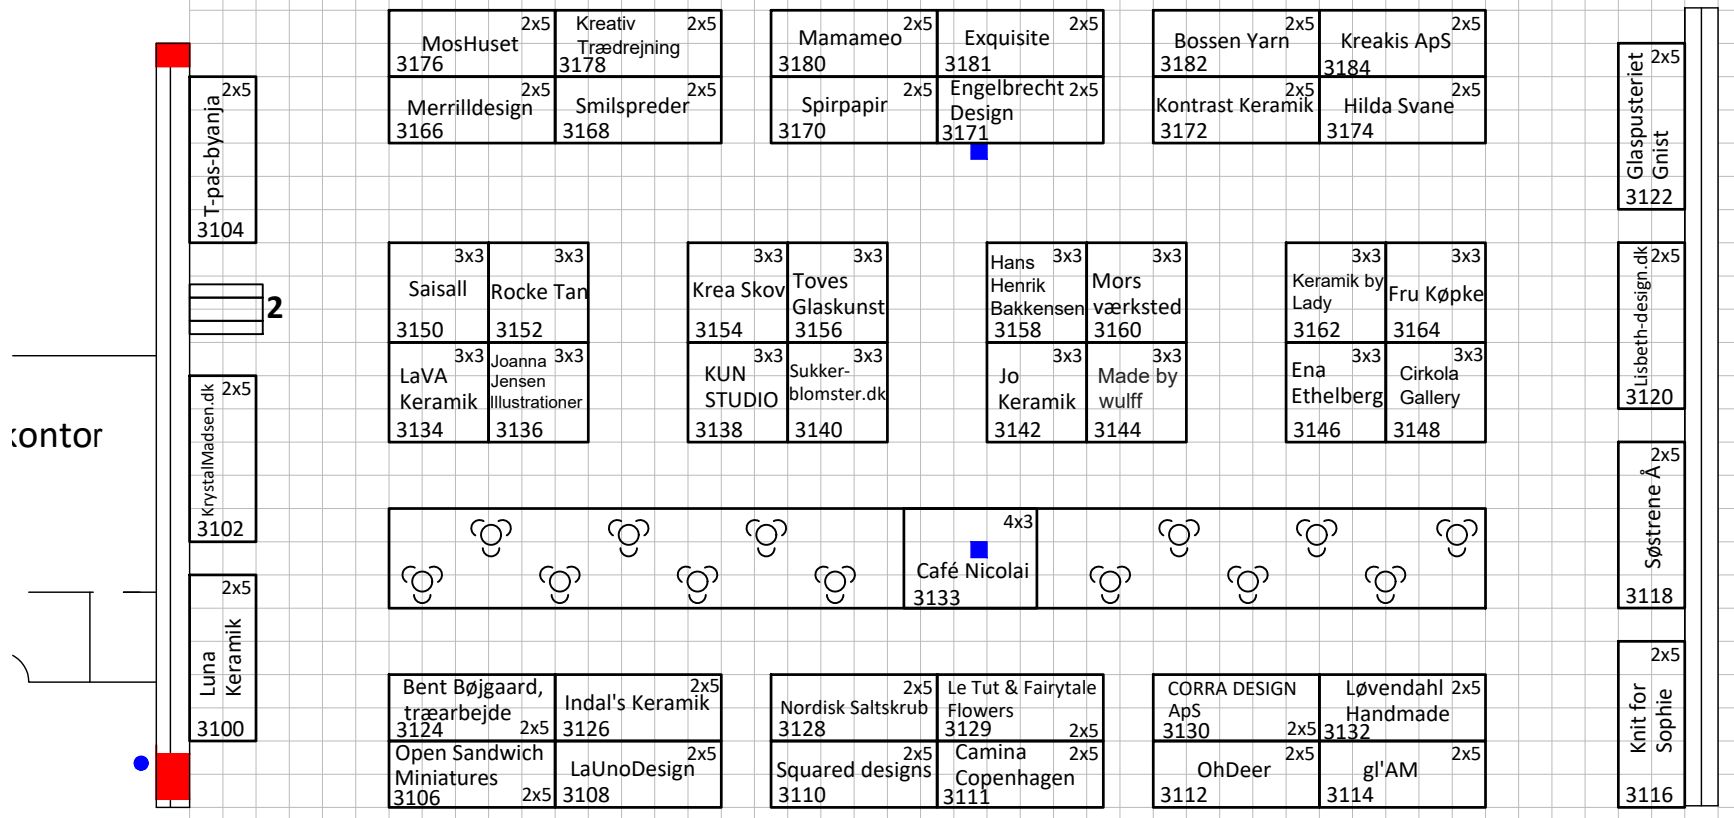 2x5
MosHuset
3176
Kreativ 2x5
Trædrejning
3178
2x5
Mamameo
3180
2x5
Exquisite
3181
2x5
Bossen Yarn
3182
2x5
Kreakis ApS
3184
2x5
Merrilldesign
3166
2x5
Smilspreder
3168
2x5
Spirpapir
3170
Engelbrecht 2x5
Design
3171
2x5
Kontrast Keramik
3172
2x5
Hilda Svane
3174
2x5
T-pas-byanja
3104
2x5
Glaspusteriet
Gnist
3122
2
3x3
Saisall
3150
3x3
Rocke Tan
3152
3x3
Krea Skov
3154
3x3
Toves
Glaskunst
3156
Hans 3x3
Henrik
Bakkensen
3158
3x3
Mors
værksted
3160
3x3
Keramik by
Lady
3162
3x3
Fru Køpke
3164
2x5
Lisbeth-design.dk
3120
3x3
LaVA
Keramik
3134
Joanna 3x3
Jensen
Illustrationer
3136
3x3
KUN
STUDIO
3138
3x3
Sukker-
blomster.dk
3140
3x3
Jo
Keramik
3142
3x3
Made by
wulff
3144
3x3
Ena
Ethelberg
3146
3x3
Cirkola
Gallery
3148
kontor
2x5
KrystalMadsen.dk
3102
2x5
Søstrene Å
3118
4x3
Café Nicolai
3133
2x5
Luna
Keramik
3100
Bent Bøjgaard,
træarbejde
3124 2x5
2x5
Indal's Keramik
3126
2x5
Nordisk Saltskrub
3128
Le Tut & Fairytale
Flowers
3129 2x5
CORRA DESIGN
ApS
3130 2x5
Løvendahl 2x5
Handmade
3132
2x5
Knit for
Sophie
3116
Open Sandwich
Miniatures
3106 2x5
2x5
LaUnoDesign
3108
2x5
Squared designs
3110
Camina 2x5
Copenhagen
3111
2x5
OhDeer
3112
2x5
gl'AM
3114